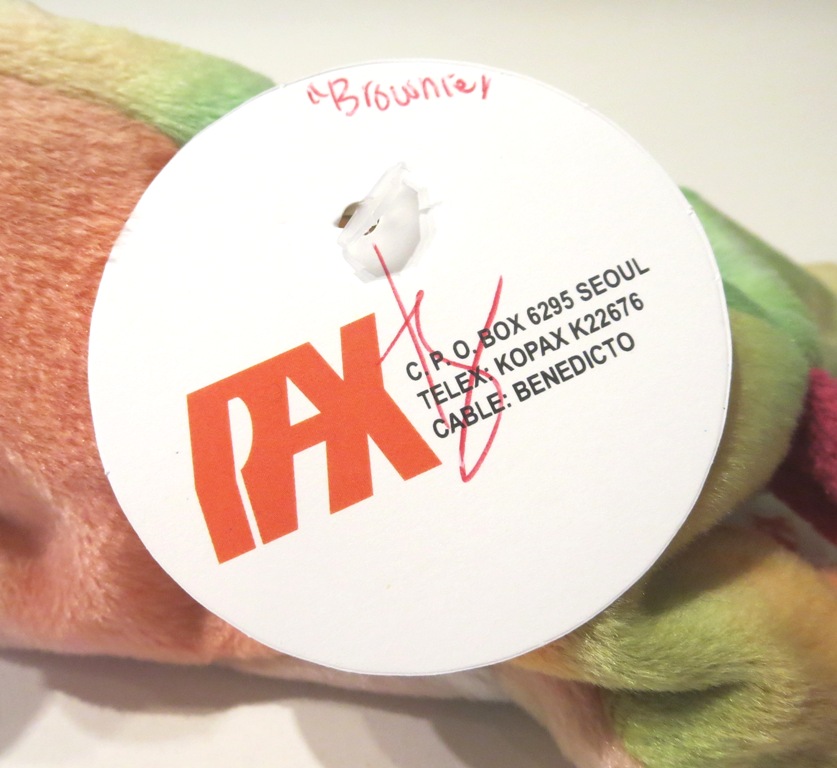 "Brownie"
PAX
C. P. O. BOX 6295 SEOUL
TELEX: KOPAX K22676
CABLE: BENEDICTO